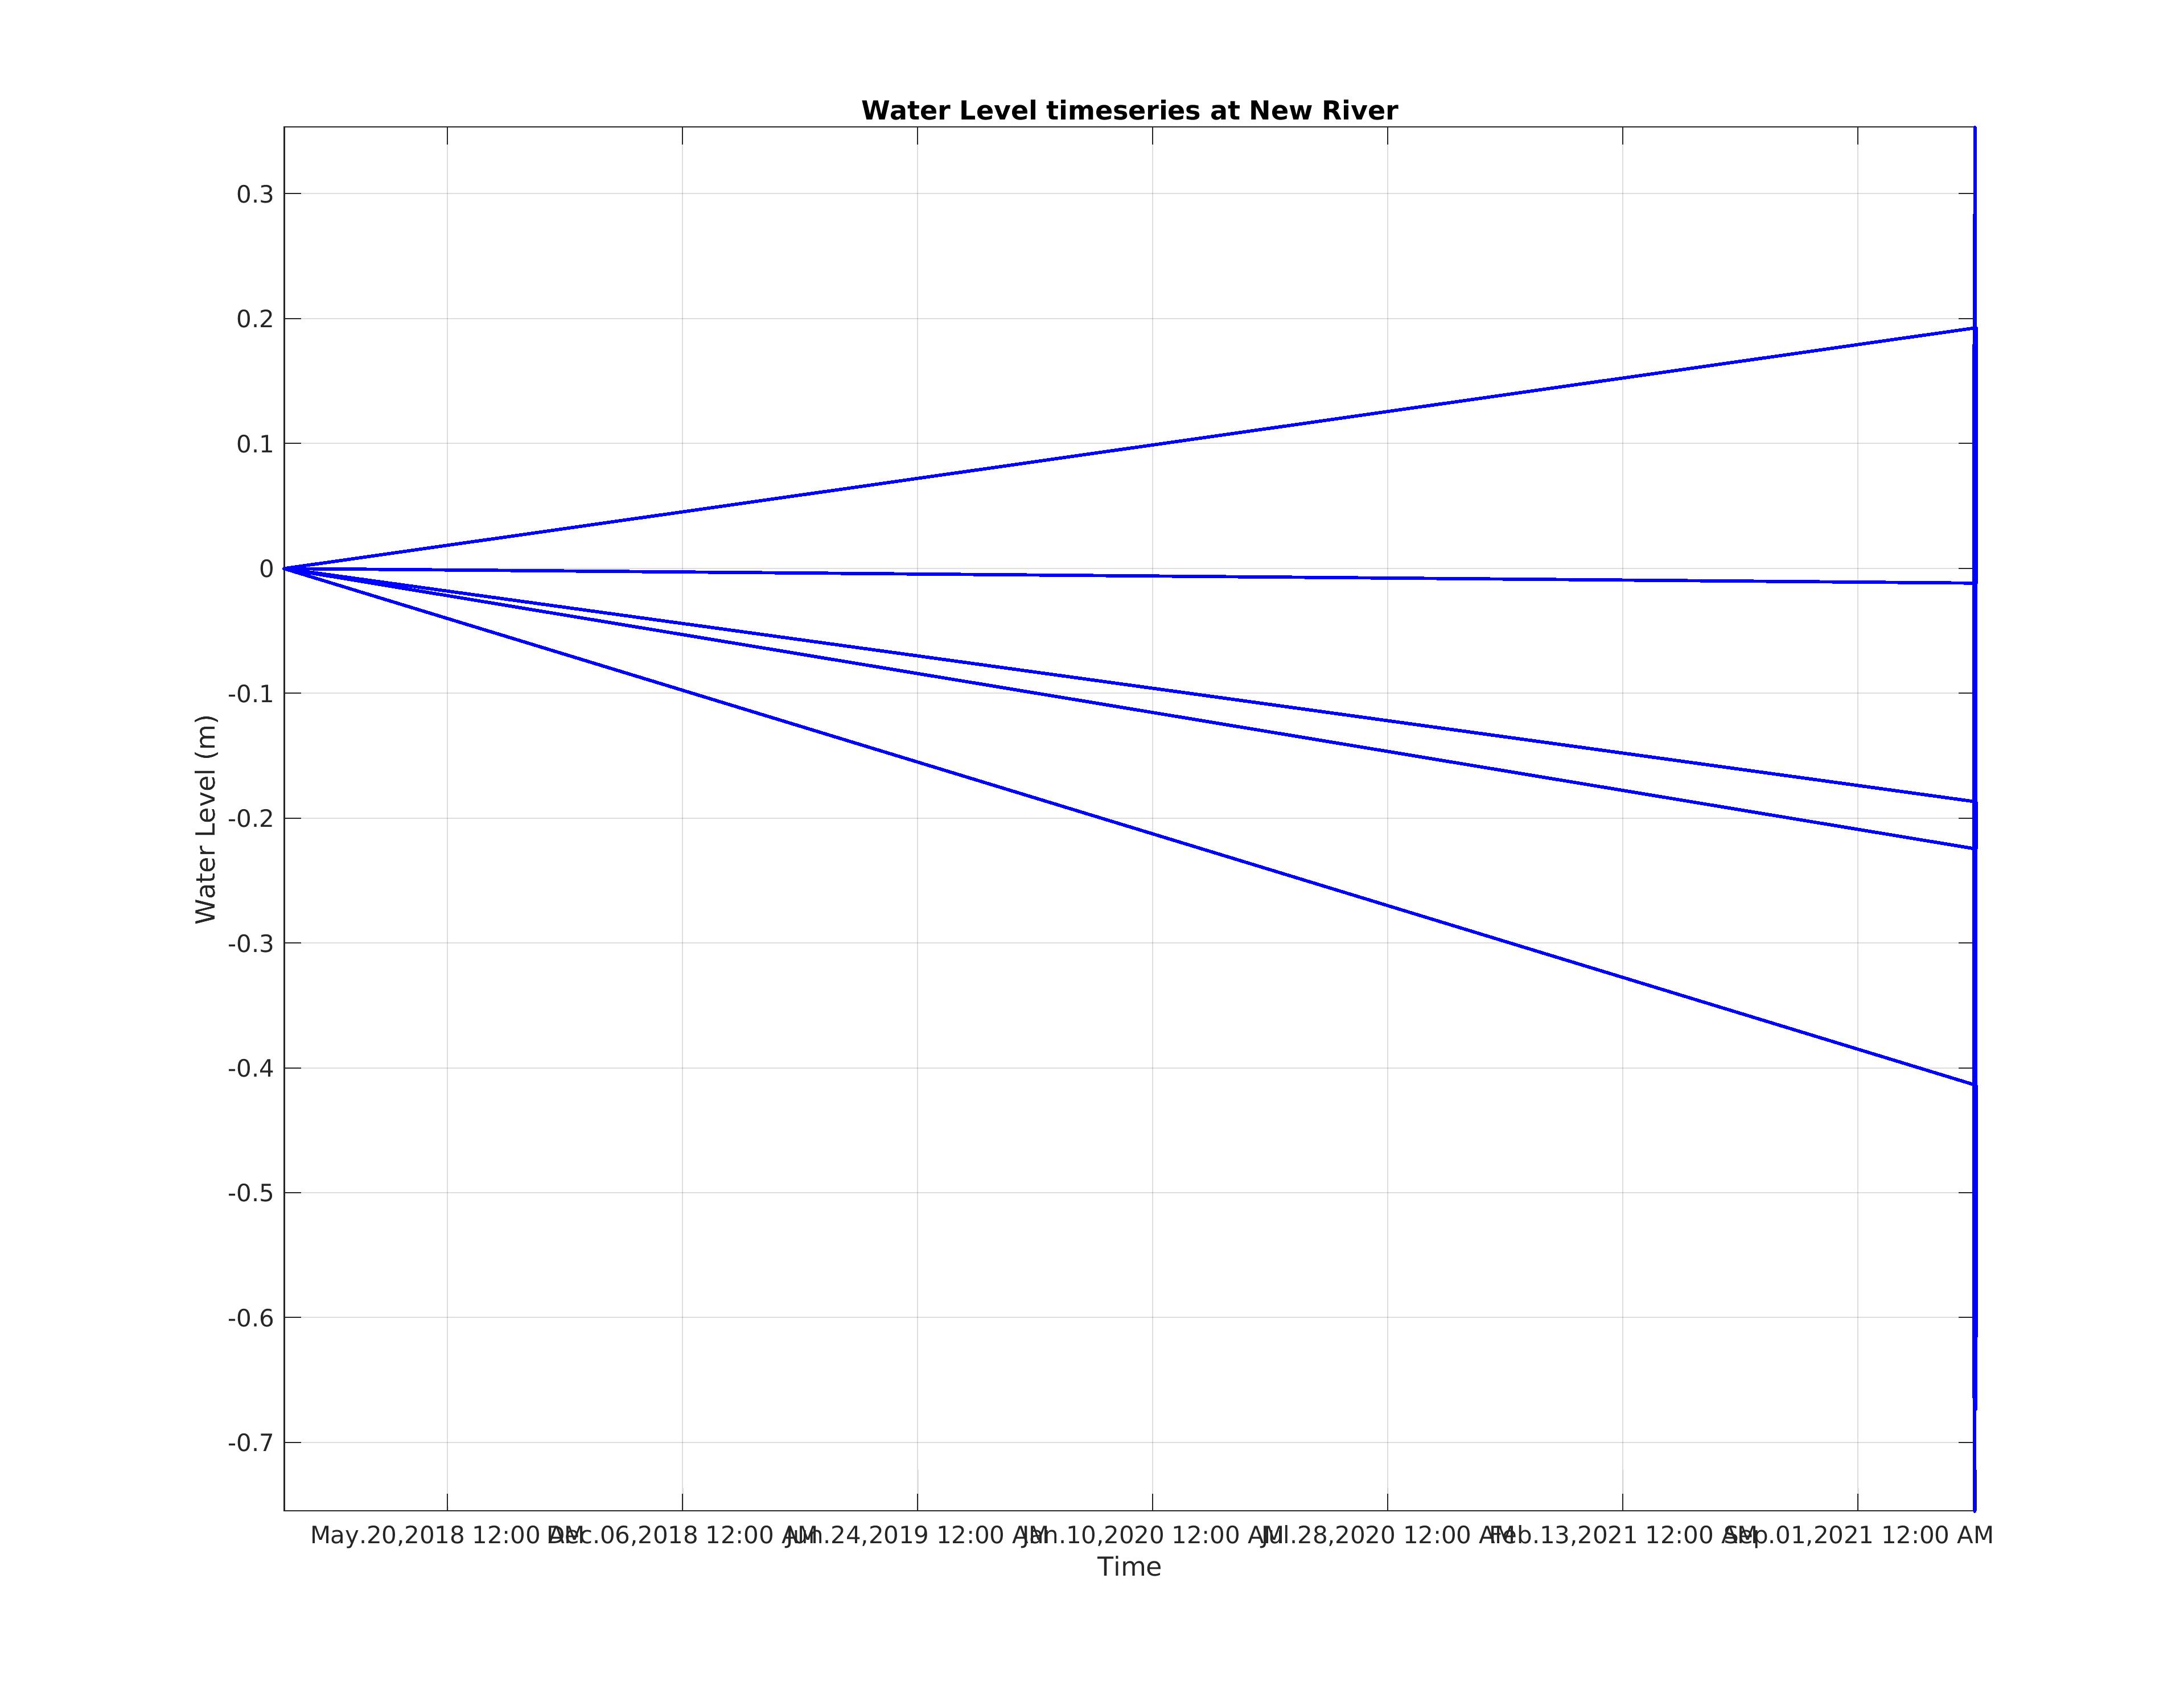 Water Level timeseries at New River
0.3
0.2
0.1
0
-0.1
-0.2
-0.3
-0.4
-0.5
-0.6
-0.7
Water Level (m)
May.20,2018 12:00 AM
Dec.06,2018 12:00 AM
Jun.24,2019 12:00 AM
Jan.10,2020 12:00 AM
Jul.28,2020 12:00 AM
Feb.13,2021 12:00 AM
Sep.01,2021 12:00 AM
Time